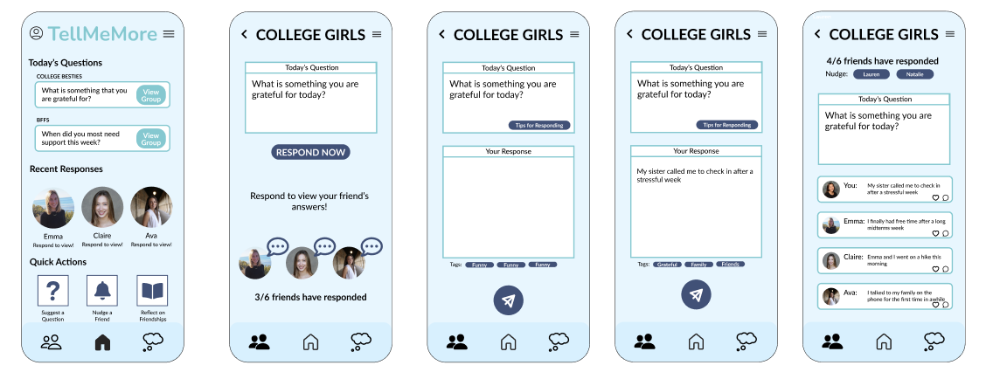 TellMeMore
Today's Questions
COLLEGE BESTIES
What is something that you
are grateful for?
View
Group
BFFS
When did you most need
support this week?
View
Group
Recent Responses
Emma
Respond to view!
Claire
Respond to view!
Ava
Respond to view!
Quick Actions
Suggest a
Question
Nudge a
Friend
Reflect on
Friendships
COLLEGE GIRLS
Today's Question
What is something you are
grateful for today?
RESPOND NOW
Respond to view your friend's
answers!
3/6 friends have responded
COLLEGE GIRLS
Today's Question
What is something you are
grateful for today?
Tips for Responding
Your Response
Tags:
Funny
Funny
Funny
COLLEGE GIRLS
Today's Question
What is something you are
grateful for today?
Tips for Responding
Your Response
My sister called me to check in after a
stressful week
Tags:
Grateful
Family
Friends
COLLEGE GIRLS
4/6 friends have responded
Nudge:
Lauren
Natalie
Today's Question
What is something you are
grateful for today?
You:
My sister called me to check in
after a stressful week
Emma:
I finally had free time after a long
midterms week
Claire:
Emma and I went on a hike this
morning
Ava:
I talked to my family on the
phone for the first time in awhile